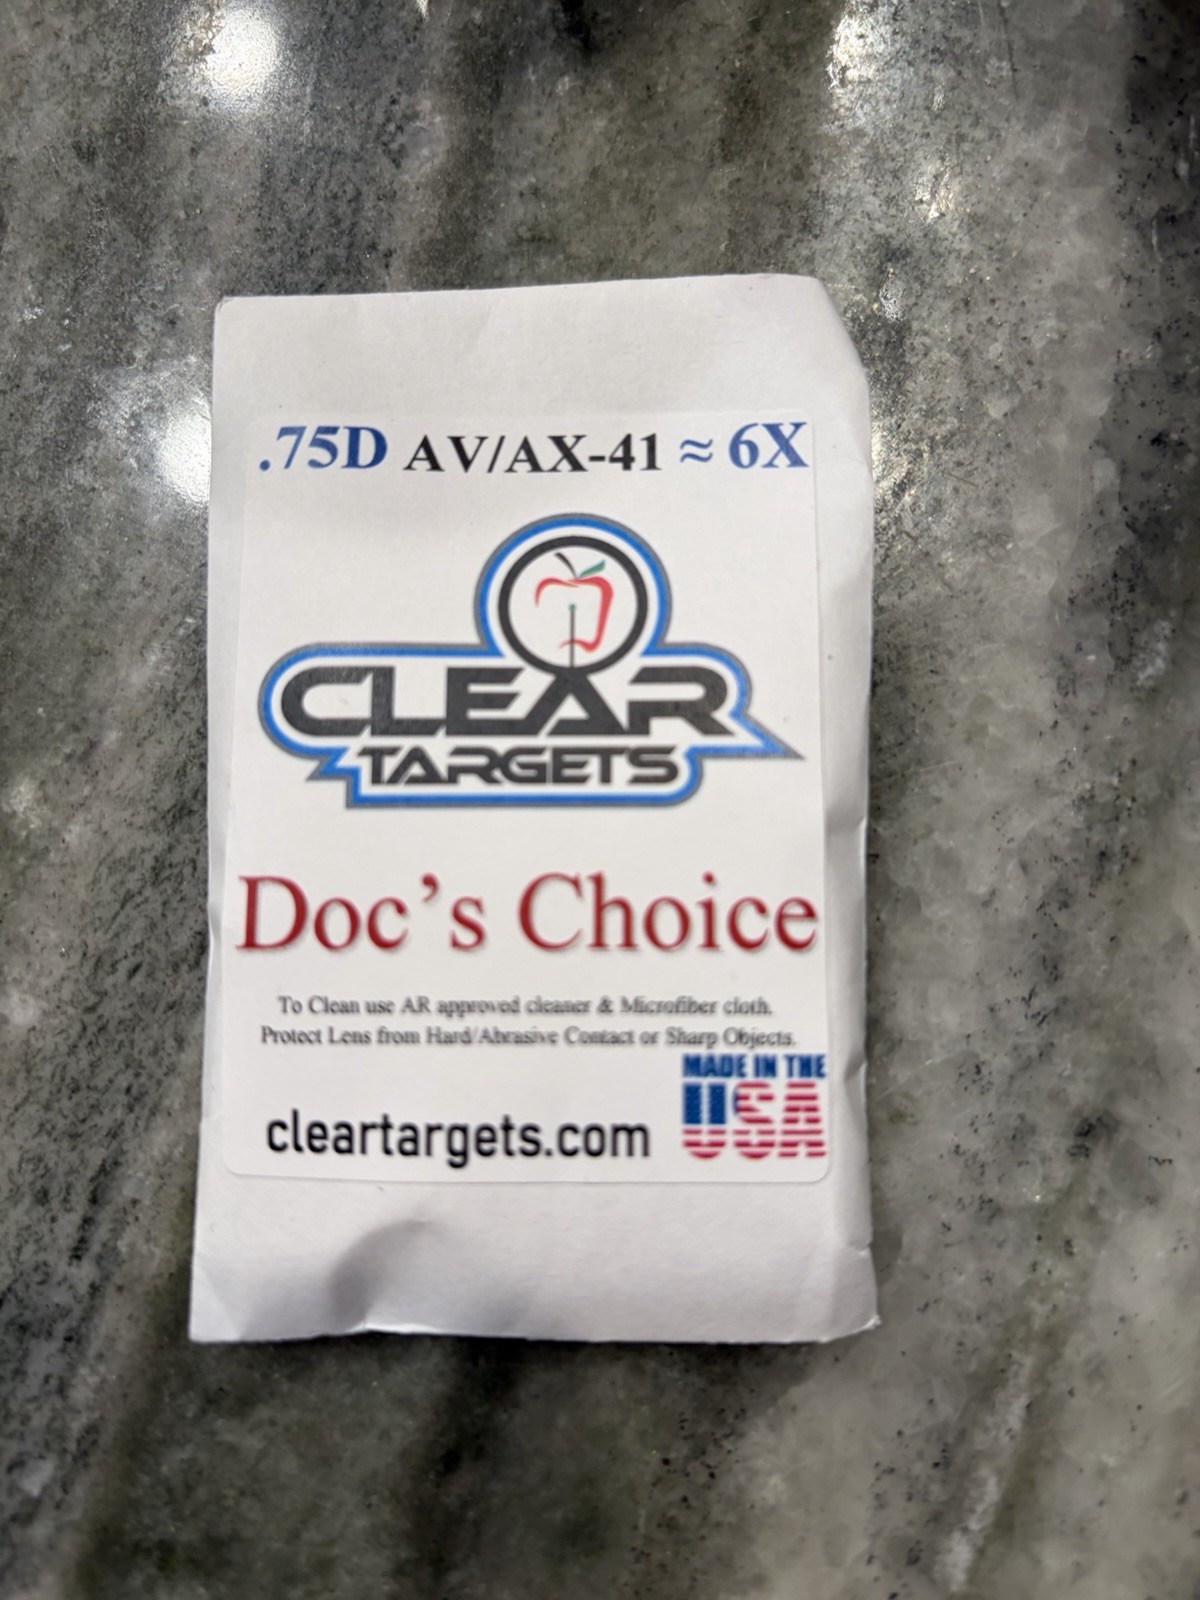 .75D AV/AX-41 ≈ 6X
CLEAR
TARGETS
Doc's Choice
To Clean use AR approved cleaner & Microfiber cloth.
Protect Lens from Hard/Abrasive Contact or Sharp Objects.
MADE IN THE
USA
cleartargets.com